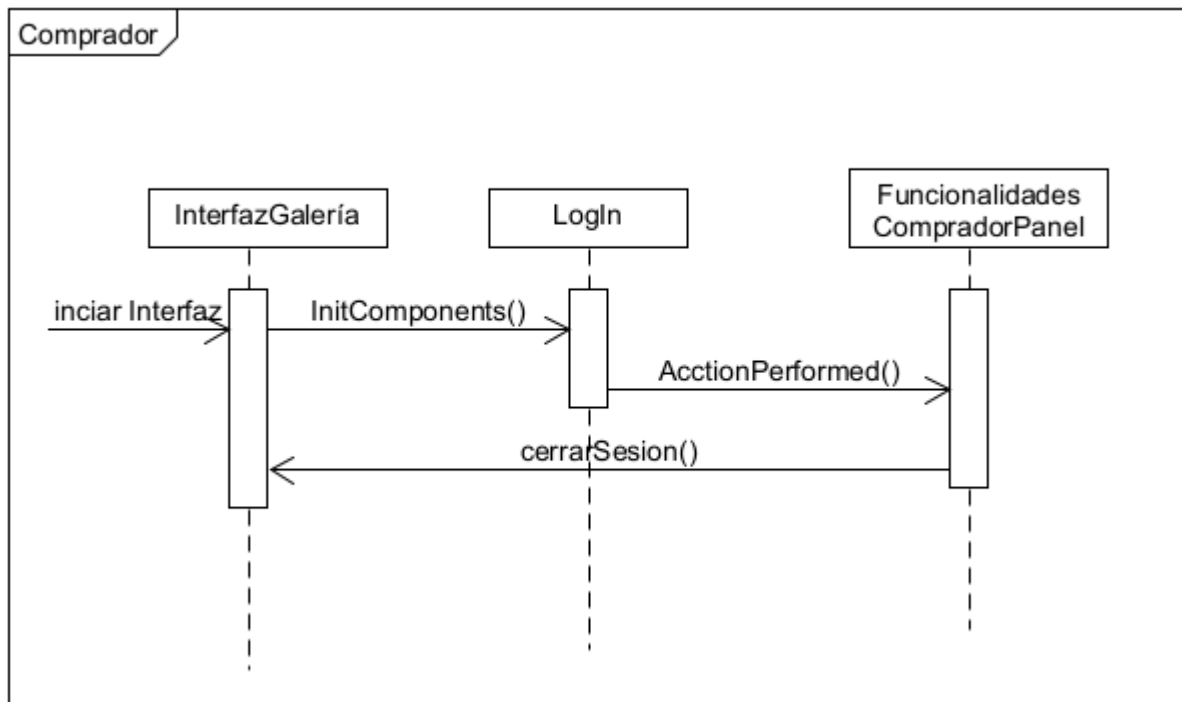 Comprador
InterfazGalería
LogIn
Funcionalidades
CompradorPanel
inciar Interfaz
InitComponents()
AcctionPerformed()
cerrarSesion()